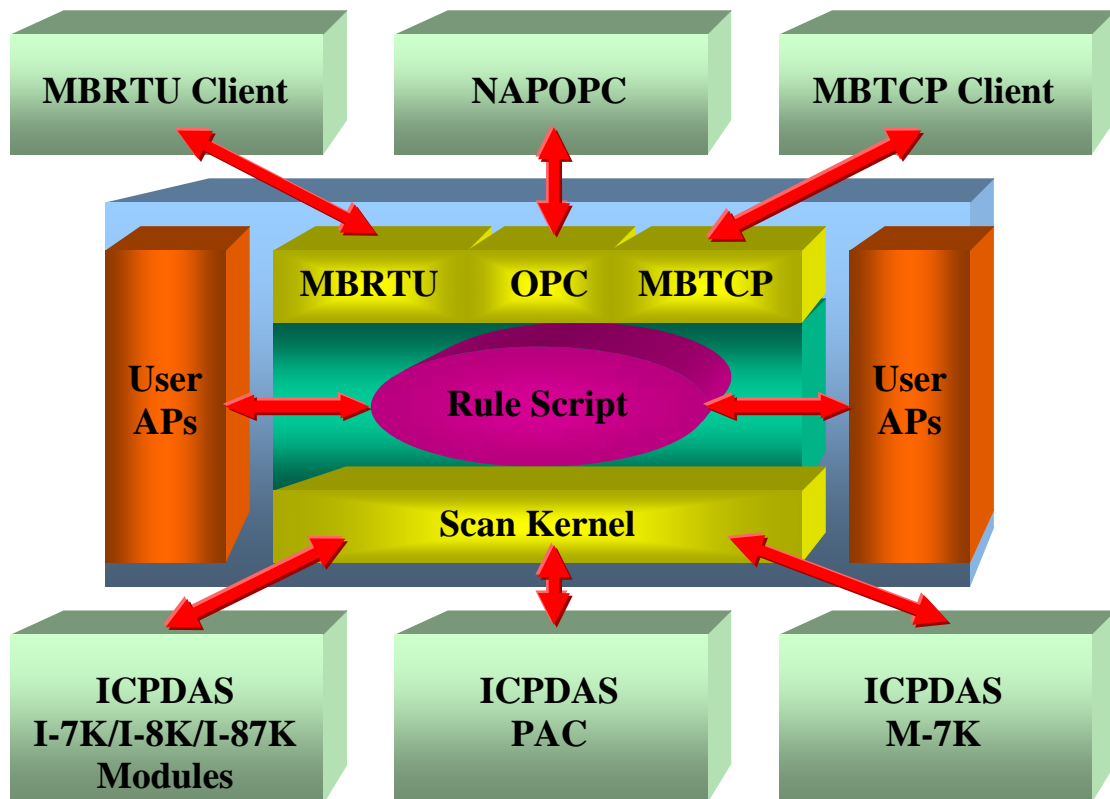 MBRTU Client
NAPOPC
MBTCP Client
MBRTU
OPC
MBTCP
User
APs
Rule Script
User
APs
Scan Kernel
ICPDAS
I-7K/I-8K/I-87K
Modules
ICPDAS
PAC
ICPDAS
M-7K